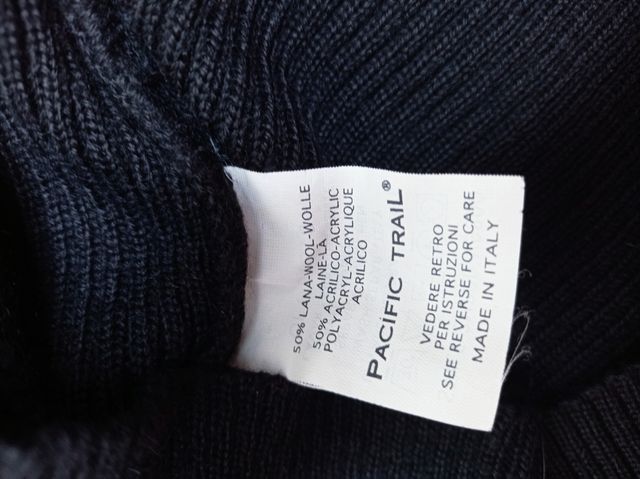 50% LANA-WOOL-WOLLE
LAINE-LÃ
50% ACRILICO-ACRYLIC
POLYACRYL-ACRYLIQUE
ACRILICO
PACIFIC TRAIL®
VEDERE RETRO
PER ISTRUZIONI
SEE REVERSE FOR CARE
MADE IN ITALY